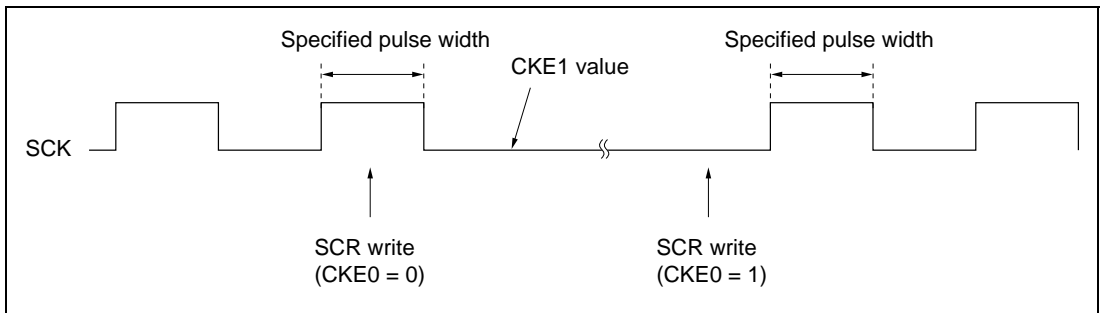 Specified pulse width
Specified pulse width
CKE1 value
SCK
SCR write
(CKE0 = 0)
SCR write
(CKE0 = 1)